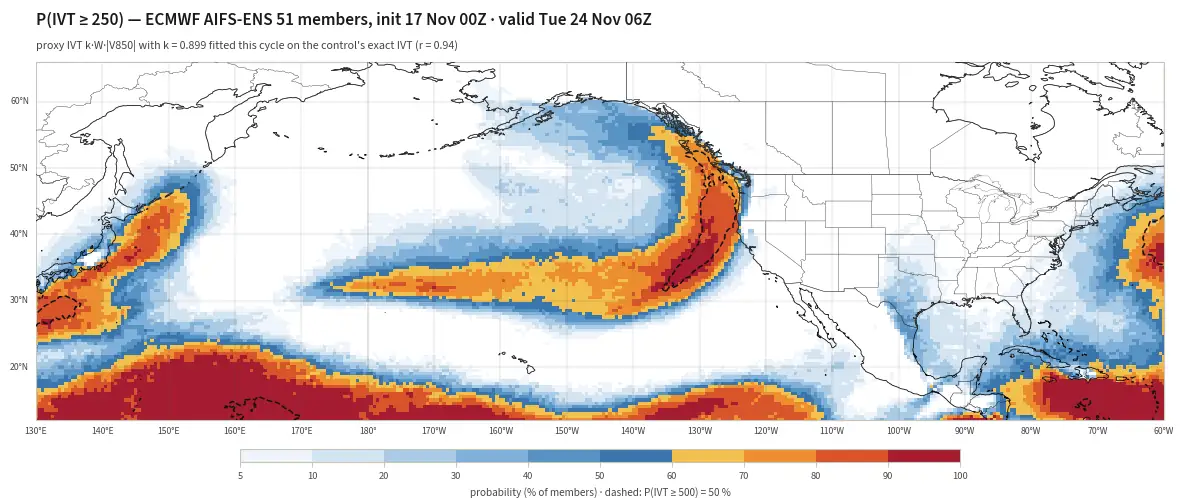 P(IVT ≥ 250) — ECMWF AIFS-ENS 51 members, init 17 Nov 00Z · valid Tue 24 Nov 06Z
proxy IVT k·W·|V850| with k = 0.899 fitted this cycle on the control's exact IVT (r = 0.94)
60°N
50°N
40°N
30°N
20°N
130°E 140°E 150°E 160°E 170°E 180° 170°W 160°W 150°W 140°W 130°W 120°W 110°W 100°W 90°W 80°W 70°W 60°W
5 10 20 30 40 50 60 70 80 90 100
probability (% of members) · dashed: P(IVT ≥ 500) = 50 %